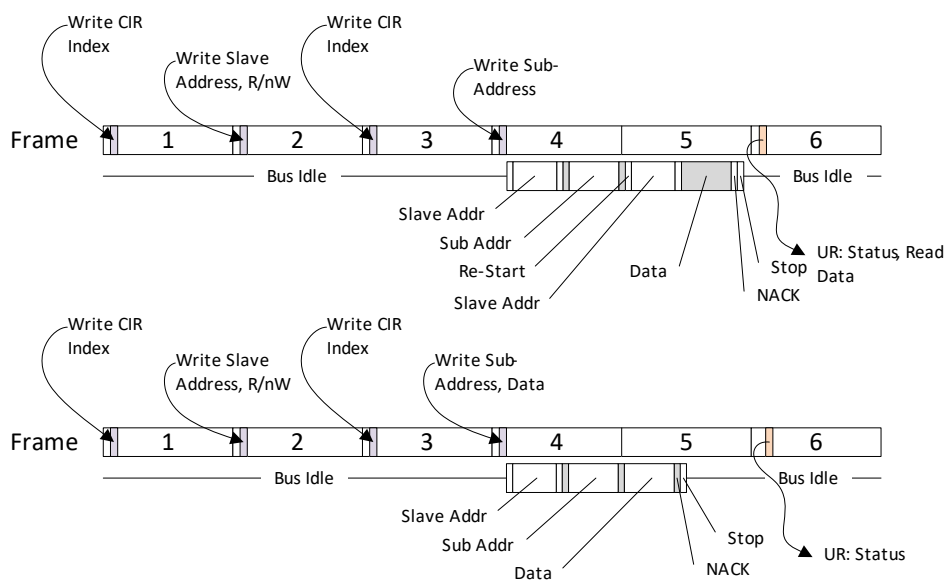 Write CIR
Index
Write Slave
Address, R/nW
Write CIR
Index
Write Sub-
Address
Frame 1 2 3 4 5 6
Bus Idle
Bus Idle
Slave Addr
Sub Addr
Re-Start
Slave Addr
Data
Stop
NACK
UR: Status, Read
Data
Write CIR
Index
Write Slave
Address, R/nW
Write CIR
Index
Write Sub-
Address, Data
Frame 1 2 3 4 5 6
Bus Idle
Bus Idle
Slave Addr
Sub Addr
Data
Stop
NACK
UR: Status